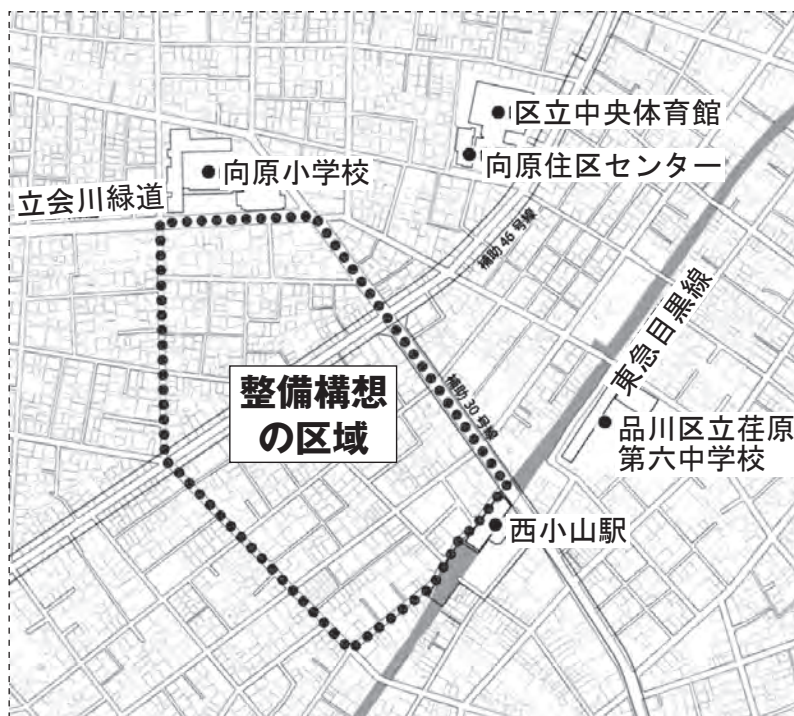 区立中央体育館
向原小学校
向原住区センター
立会川緑道
補助46号線
東急目黒線
整備構想
の区域
補助30号線
品川区立荏原
第六中学校
西小山駅